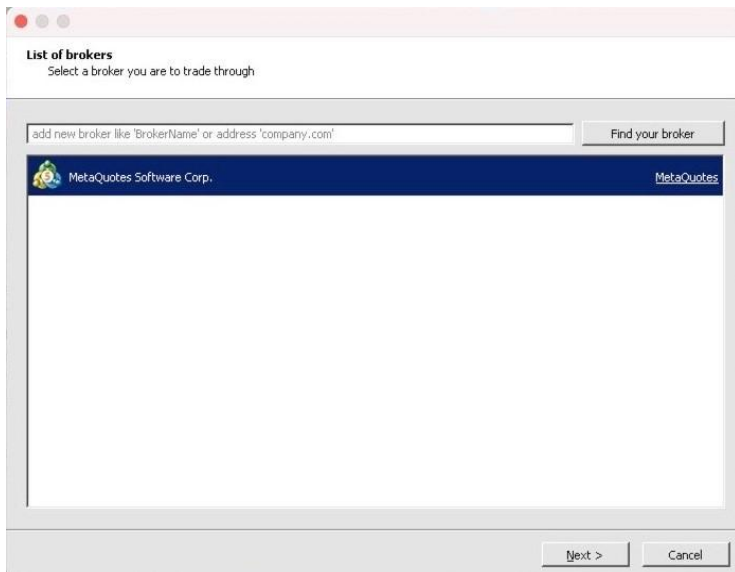 List of brokers
Select a broker you are to trade through
add new broker like 'BrokerName' or address 'company.com'
Find your broker
MetaQuotes Software Corp.
MetaQuotes
Next >
Cancel